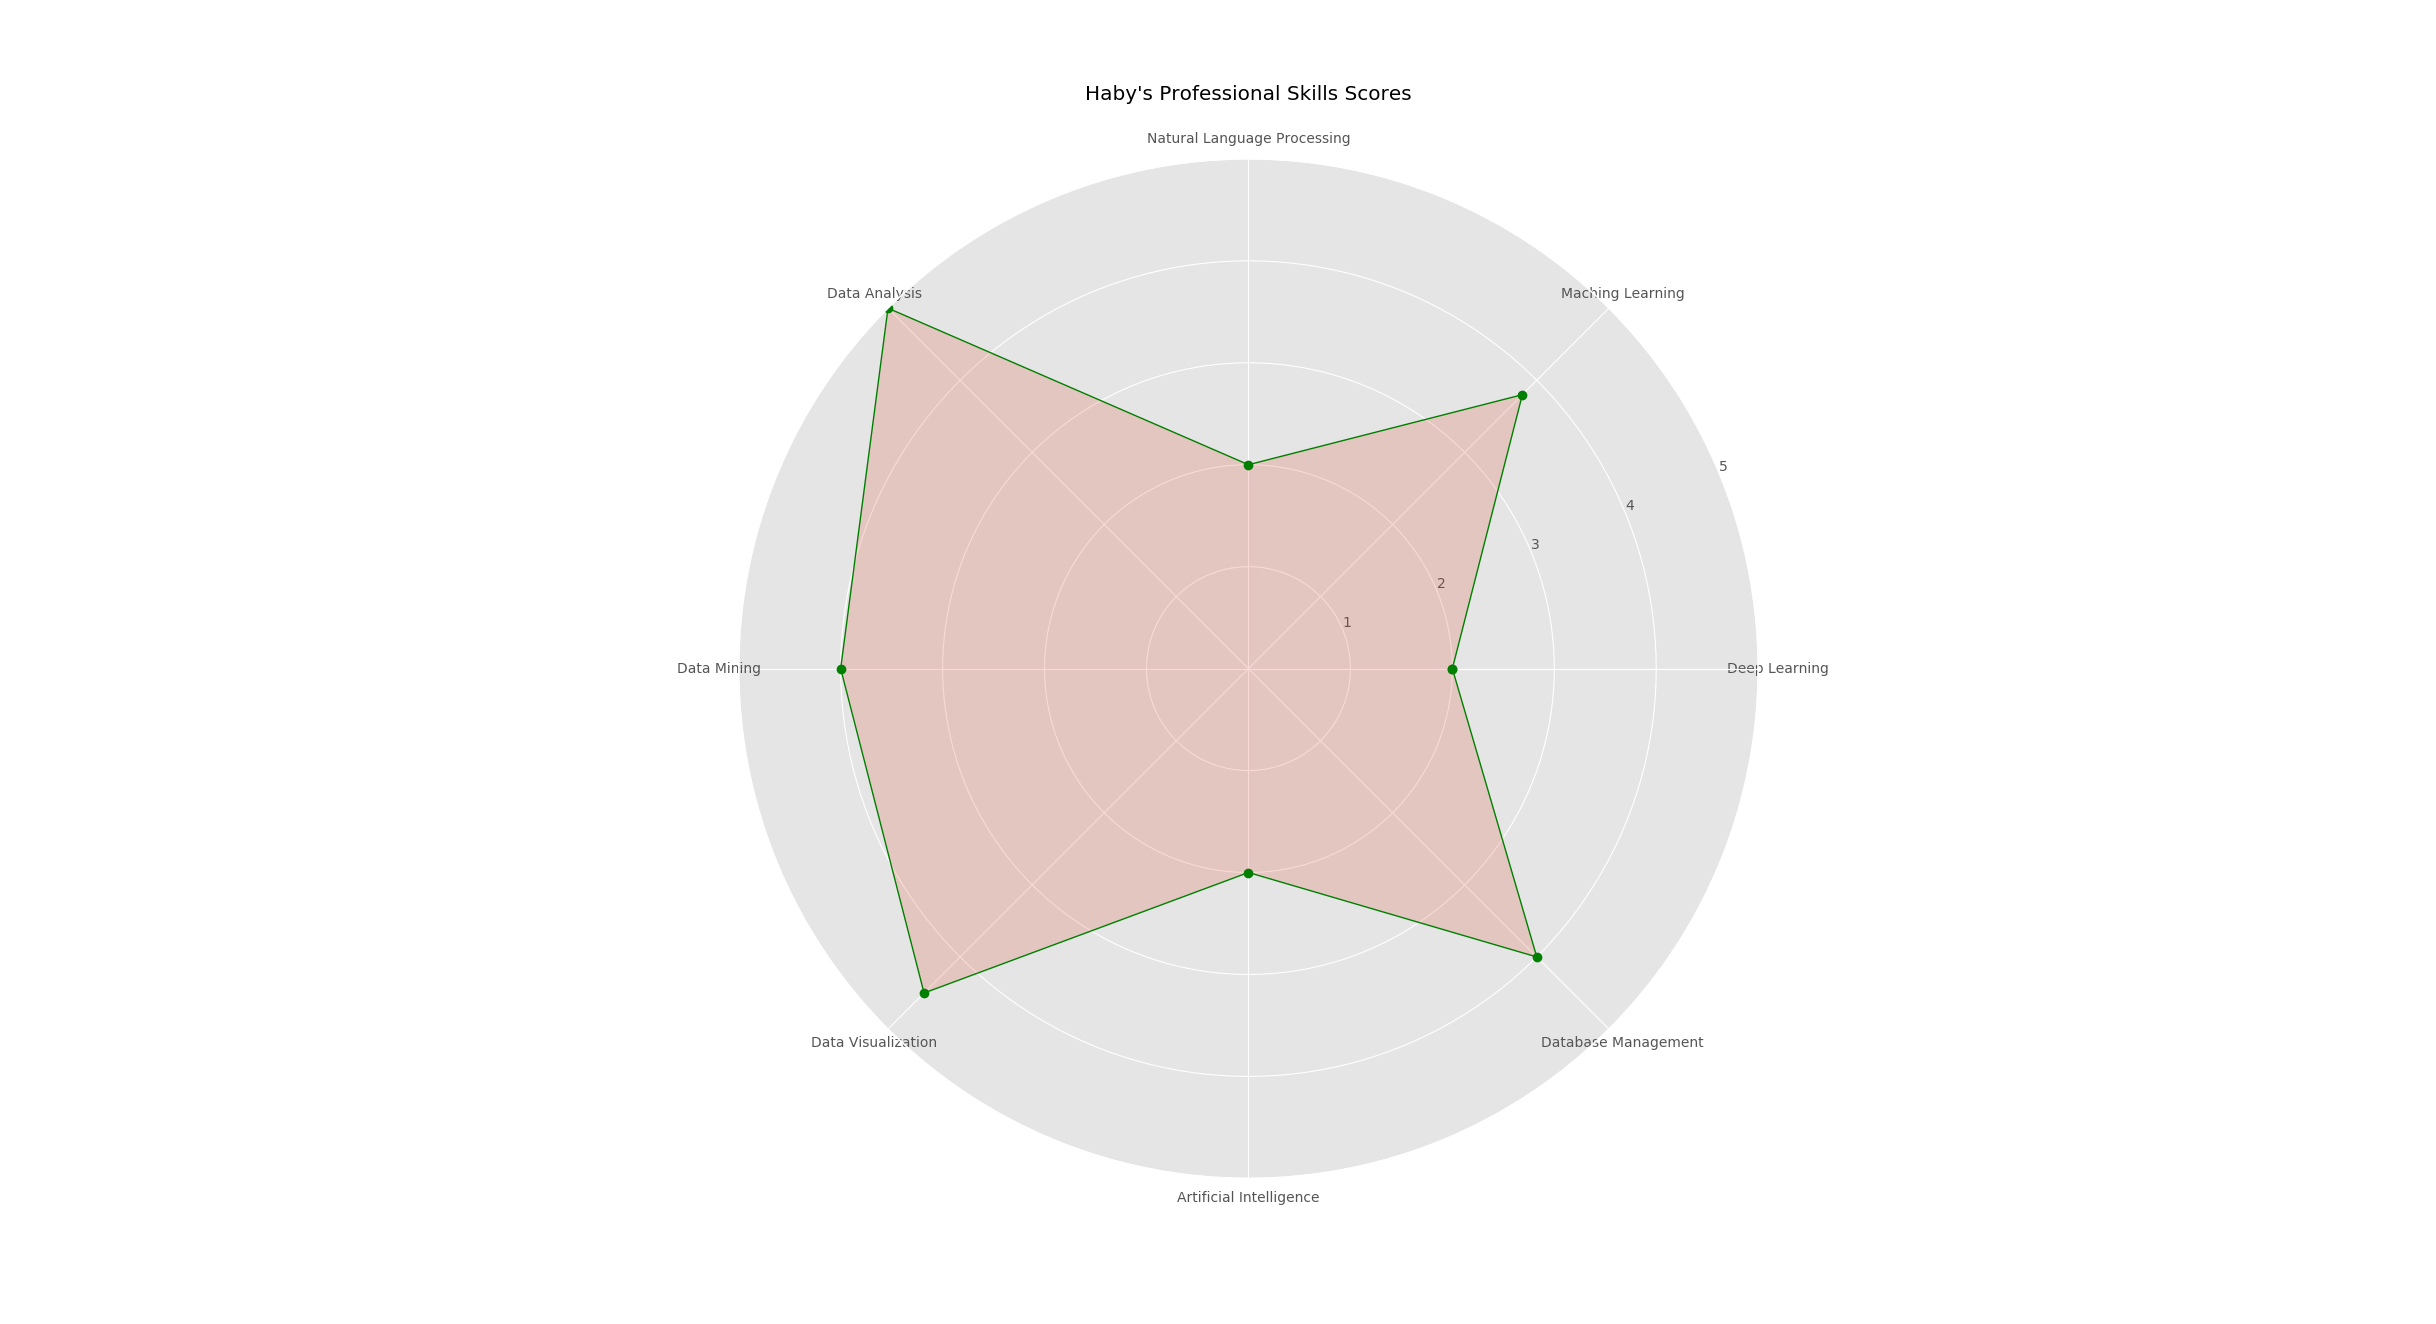 Haby's Professional Skills Scores
Natural Language Processing
Data Analysis
Maching Learning
5
4
3
2
1
Data Mining
Deep Learning
Data Visualization
Database Management
Artificial Intelligence